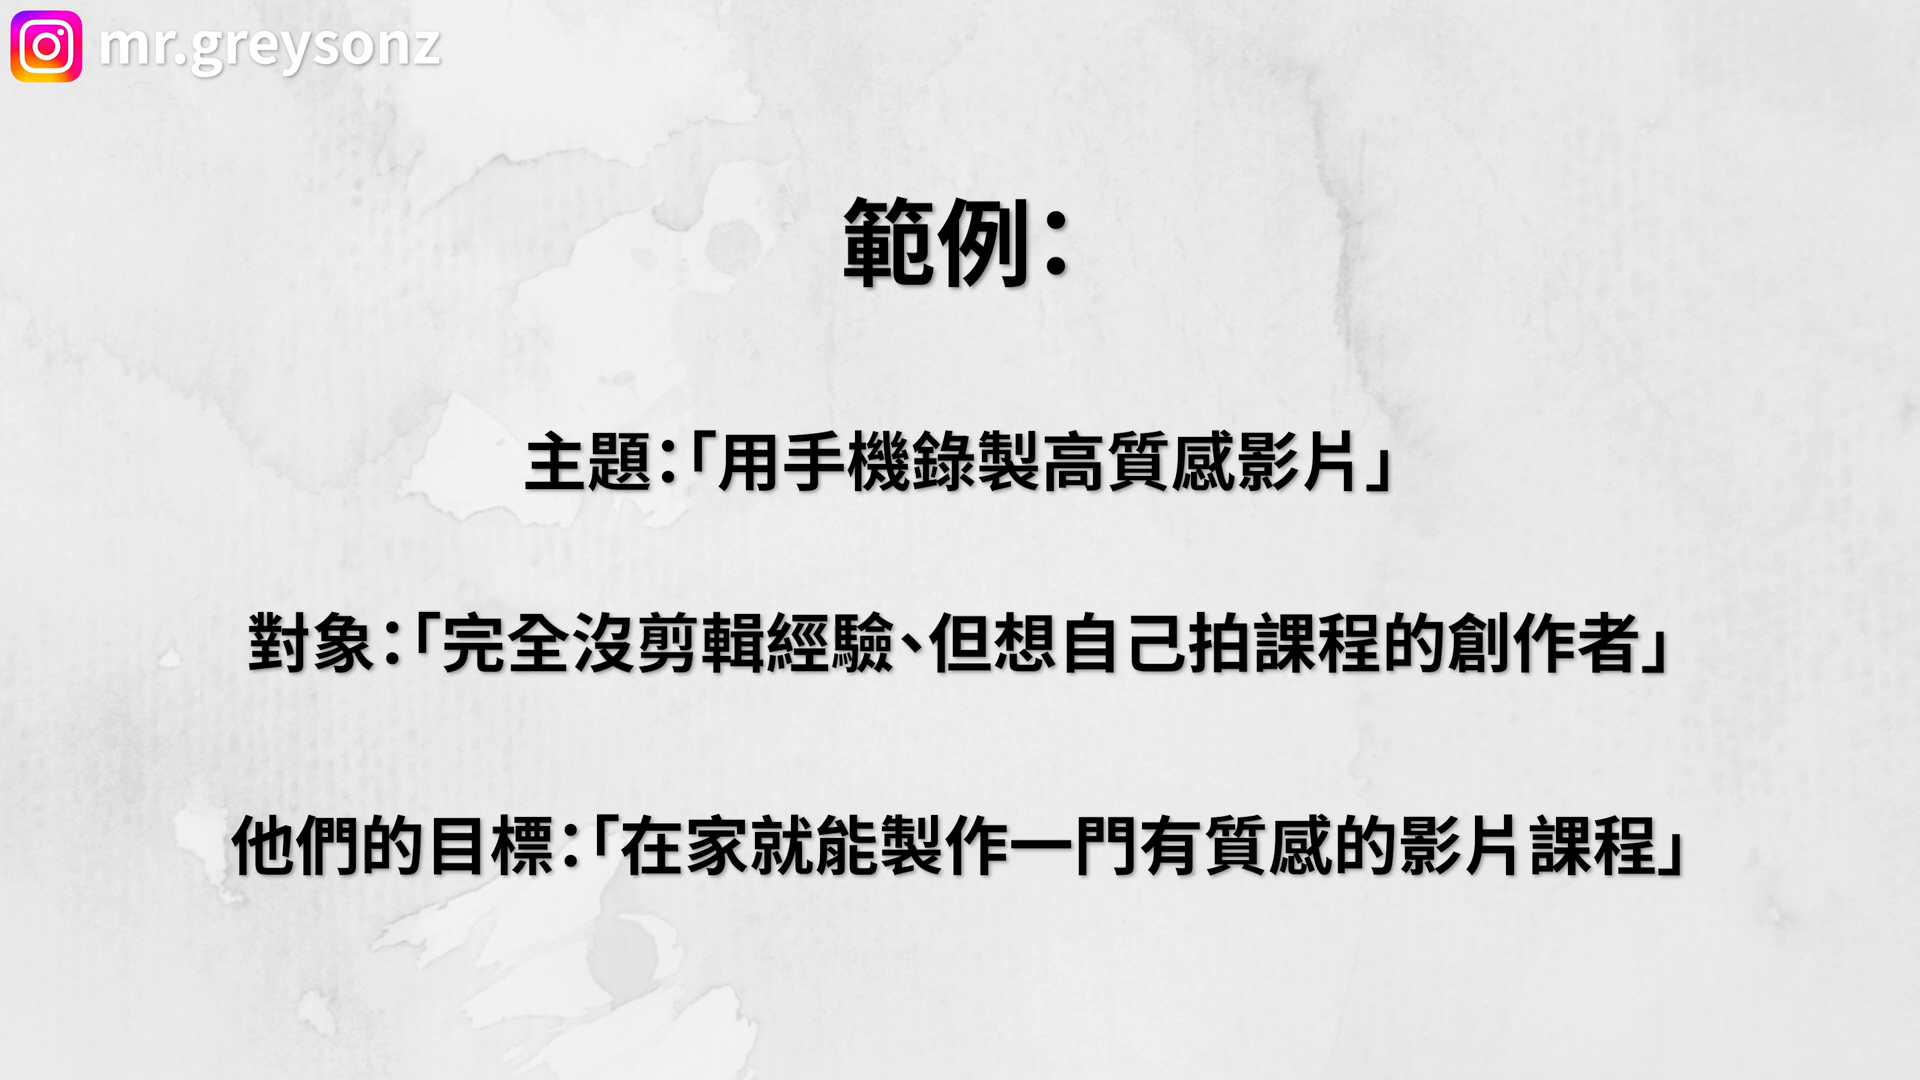 mr.greysonz
範例：
主題：「用手機錄製高質感影片」
對象：「完全沒剪輯經驗、但想自己拍課程的創作者」
他們的目標：「在家就能製作一門有質感的影片課程」